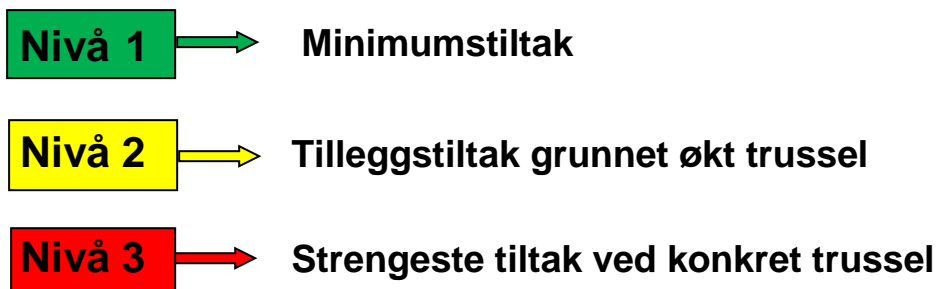 Nivå 1 Minimumstiltak
Nivå 2 Tilleggstiltak grunnet økt trussel
Nivå 3 Strengeste tiltak ved konkret trussel